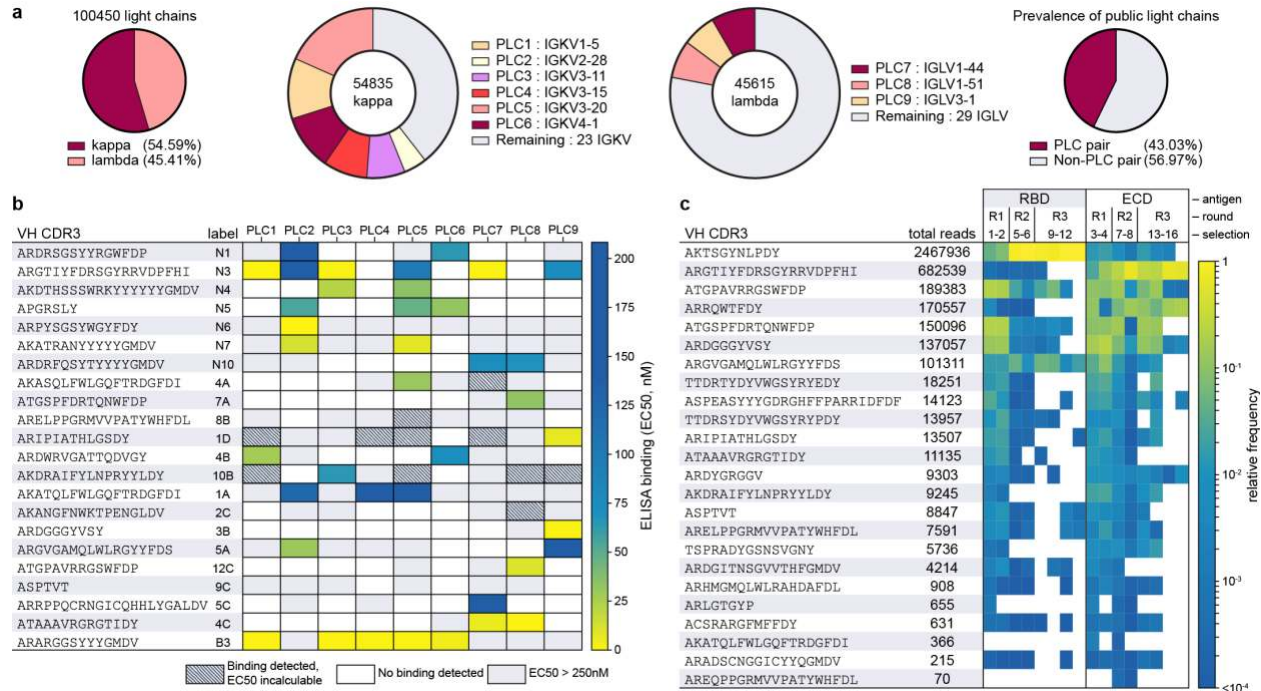 a
100450 light chains
kappa (54.59%)
lambda (45.41%)
54835
kappa
PLC1 : IGKV1-5
PLC2 : IGKV2-28
PLC3 : IGKV3-11
PLC4 : IGKV3-15
PLC5 : IGKV3-20
PLC6 : IGKV4-1
Remaining : 23 IGKV
45615
lambda
PLC7 : IGLV1-44
PLC8 : IGLV1-51
PLC9 : IGLV3-1
Remaining : 29 IGLV
Prevalence of public light chains
PLC pair (43.03%)
Non-PLC pair (56.97%)
b
VH CDR3 label PLC1 PLC2 PLC3 PLC4 PLC5 PLC6 PLC7 PLC8 PLC9
ARDRSGSYYRGWFDP N1
ARGTIYFDRSGYRRVDPFHI N3
AKDTHSSSWRKYYYYYYGMDV N4
APGRSLY N5
ARPYSGSYWGYFDY N6
AKATRANYYYYYGMDV N7
ARDRFQSYTYYYYGMDV N10
AKASQLFWLGQFTRDGFDI 4A
ATGSPFDRTQNWFDP 7A
ARELPPGRMVVPATYWHFDL 8B
ARIPIATHLGSDY 1D
ARDWRVGATTQDVGY 4B
AKDRAIFYLNPRYYLDY 10B
AKATQLFWLGQFTRDGFDI 1A
AKANGFNWKTPENGLDV 2C
ARDGGGYVSY 3B
ARGVGAMQLWLRGYYFDS 5A
ATGPAVRRGSWFDP 12C
ASPTVT 9C
ARRPPQCRNGICQHHLYGALDV 5C
ATAAAVRGRGTIDY 4C
ARARGGSYYYGMDV B3
Binding detected,
EC50 incalculable
No binding detected
EC50 > 250nM
200
175
150
125
100
75
50
25
0
ELISA binding (EC50, nM)
c
RBD ECD – antigen
R1 R2 R3 R1 R2 R3 – round
VH CDR3 total reads 1-2 5-6 9-12 3-4 7-8 13-16 – selection
AKTSGYNLPDY 2467936
ARGTIYFDRSGYRRVDPFHI 682539
ATGPAVRRGSWFDP 189383
ARRQWTFDY 170557
ATGSPFDRTQNWFDP 150096
ARDGGGYVSY 137057
ARGVGAMQLWLRGYYFDS 101311
TTDRTYDYVWGSYRYEDY 18251
ASPEASYYYGDRGHFFPARRIDFDF 14123
TTDRSYDYVWGSYRYPDY 13957
ARIPIATHLGSDY 13507
ATAAAVRGRGTIDY 11135
ARDYGRGGV 9303
AKDRAIFYLNPRYYLDY 9245
ASPTVT 8847
ARELPPGRMVVPATYWHFDL 7591
TSPRADYGSNSVGNY 5736
ARDGITNSGVVTHFGMDV 4214
ARHMGMQLWLRAHDAFDL 908
ARLGTGYP 655
ACSRARGFMFFDY 631
AKATQLFWLGQFTRDGFDI 366
ARADSCNGGICYYQGMDV 215
AREQPPGRMVVPATYWHFDL 70
1
10⁻¹
10⁻²
10⁻³
<10⁻⁴
relative frequency